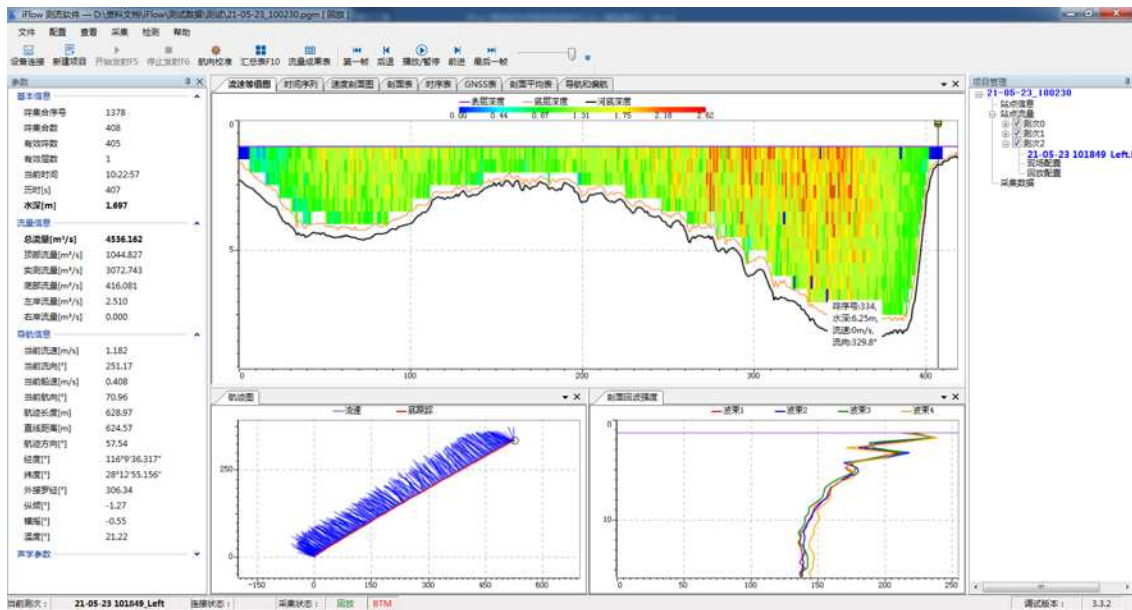 iFlow 测流软件 — D:\资料文档\iFlow\测试数据\测试\21-05-23_100230.pgm [ 回放 ]
文件 配置 查看 采集 检测 帮助
设备连接 新建项目 开始发射F5 停止发射F6 航向校准 汇总表F10 流量成果表 第一帧 后退 播放/暂停 前进 最后一帧
参数
基本信息
呯集合序号 1378
呯集合数 408
有效呯数 405
有效层数 1
当前时间 10:22:57
历时[s] 407
水深[m] 1.697
流量信息
总流量[m³/s] 4536.162
顶部流量[m³/s] 1044.827
实测流量[m³/s] 3072.743
底部流量[m³/s] 416.081
左岸流量[m³/s] 2.510
右岸流量[m³/s] 0.000
导航信息
当前流速[m/s] 1.182
当前流向[°] 251.17
当前船速[m/s] 0.408
当前航向[°] 70.96
航迹长度[m] 628.97
直线距离[m] 624.57
航迹方向[°] 57.54
经度[°] 116°9'36.317"
纬度[°] 28°12'55.156"
外接罗经[°] 306.34
纵倾[°] -1.27
横摇[°] -0.55
温度[°] 21.22
声学参数
流速等值图 时间序列 速度剖面图 剖面表 时序表 GNSS表 剖面平均表 导航和偏航
表层深度 底层深度 河底深度
0.00 0.44 0.87 1.31 1.75 2.18 2.62
0
5
呯序号:334,
水深:6.25m,
流速:0m/s,
流向:329.8°
0 100 200 300 400
航迹图
流速 底跟踪
250
0
-150 0 150 300 450 600
剖面回波强度
波束1 波束2 波束3 波束4
0
10
0 50 100 150 200 250
项目管理
21-05-23_100230
站点信息
站点流量
测次0
测次1
测次2
21-05-23 101849_Left.
现场配置
回放配置
采集数据
当前测次： 21-05-23 101849_Left 连接状态： 采集状态： 回放 BTM 调试版本： 3.3.2